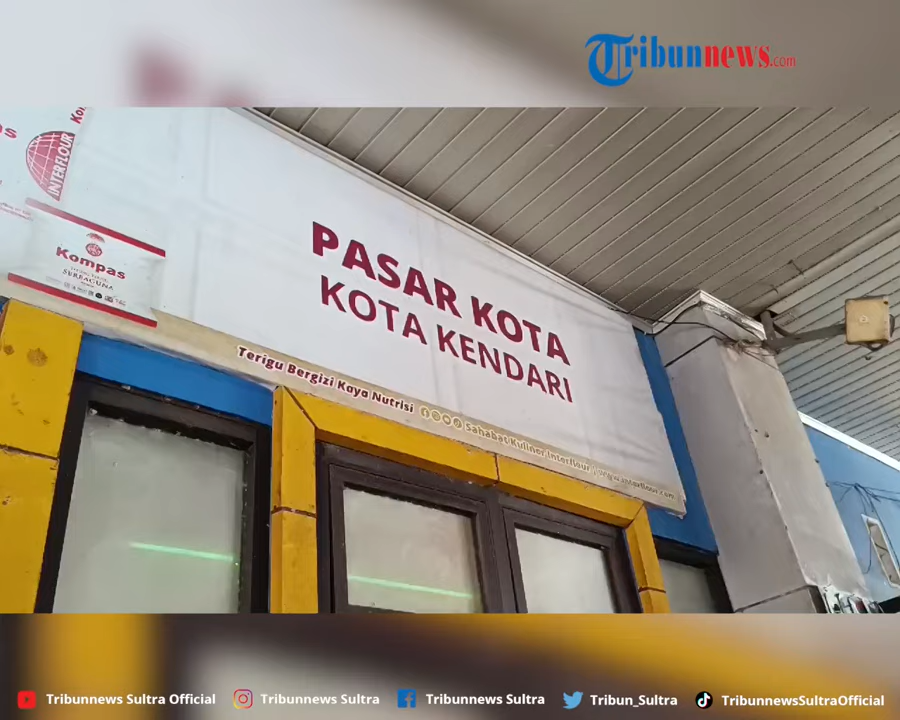 Tribunnews.com
Kom
INTERFLOUR
Kompas
SERBAGUNA
PASAR KOTA
KOTA KENDARI
Terigu Bergizi Kaya Nutrisi
Sahabat Kuliner Interflour
Tribunnews Sultra Official
Tribunnews Sultra
Tribunnews Sultra
Tribun_Sultra
TribunnewsSultraOfficial